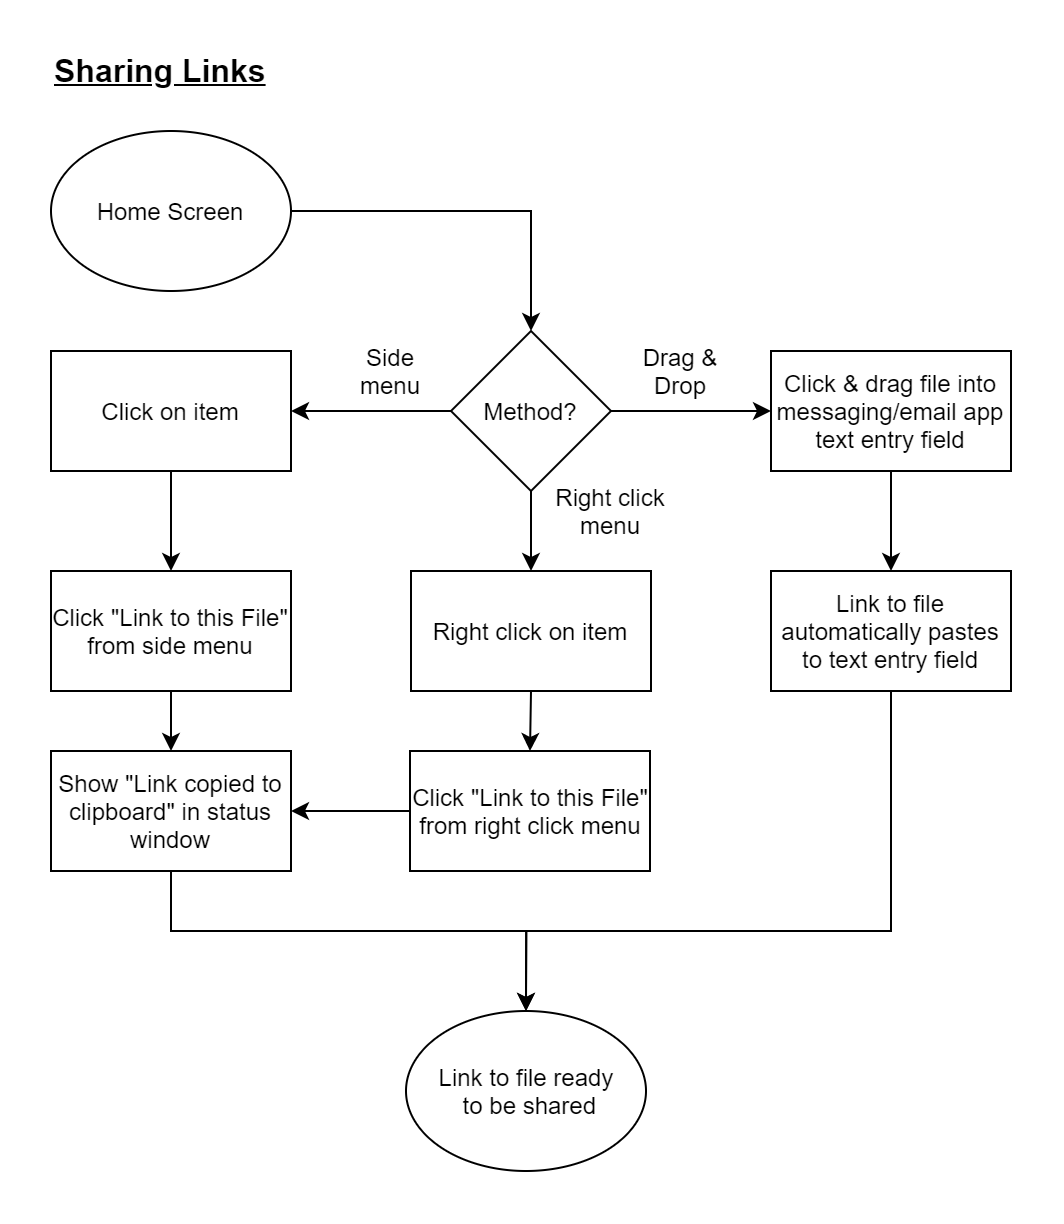 Sharing Links
Home Screen
Side
menu
Drag &
Drop
Click on item
Method?
Click & drag file into
messaging/email app
text entry field
Right click
menu
Click "Link to this File"
from side menu
Right click on item
Link to file
automatically pastes
to text entry field
Show "Link copied to
clipboard" in status
window
Click "Link to this File"
from right click menu
Link to file ready
to be shared